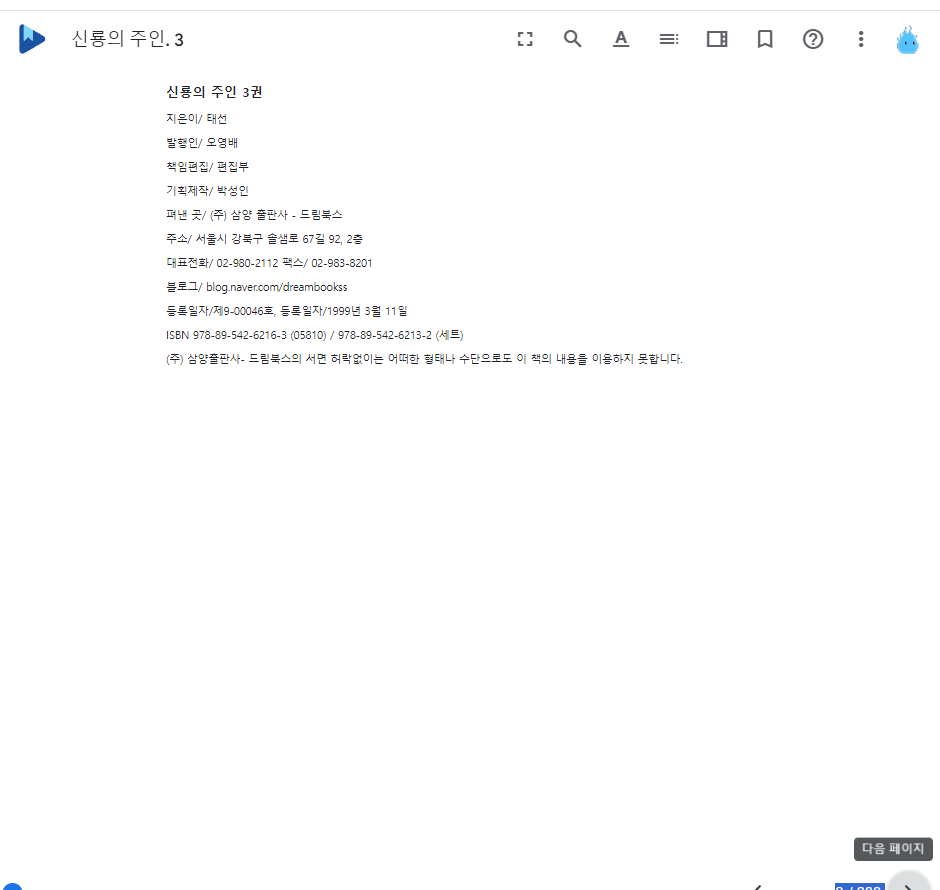 신룡의 주인. 3
신룡의 주인 3권
지은이/ 태선
발행인/ 오영배
책임편집/ 편집부
기획제작/ 박성인
펴낸 곳/ (주) 삼양 출판사 - 드림북스
주소/ 서울시 강북구 솔샘로 67길 92, 2층
대표전화/ 02-980-2112 팩스/ 02-983-8201
블로그/ blog.naver.com/dreambookss
등록일자/제9-00046호, 등록일자/1999년 3월 11일
ISBN 978-89-542-6216-3 (05810) / 978-89-542-6213-2 (세트)
(주) 삼양출판사- 드림북스의 서면 허락없이는 어떠한 형태나 수단으로도 이 책의 내용을 이용하지 못합니다.
다음 페이지